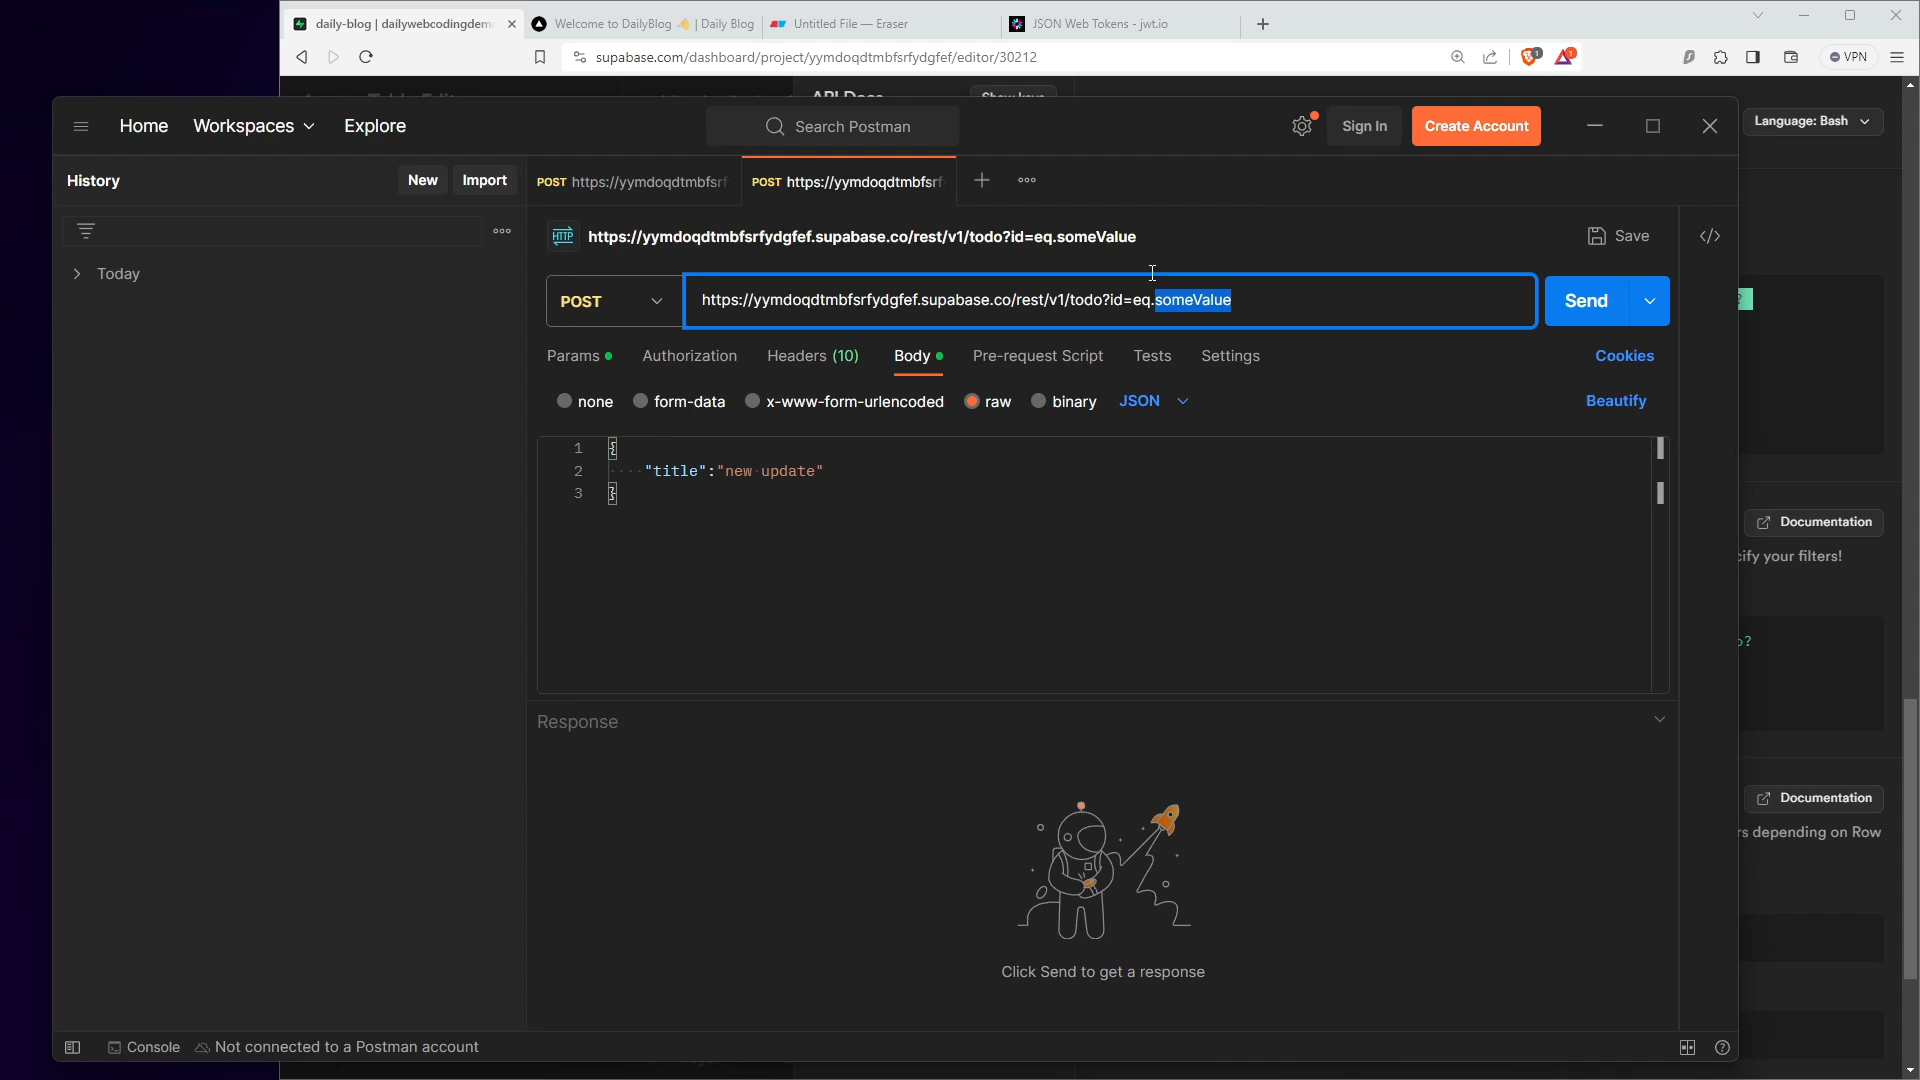 daily-blog | dailywebcodingdem
Welcome to DailyBlog 👋 | Daily Blog
Untitled File — Eraser
JSON Web Tokens - jwt.io
supabase.com/dashboard/project/yymdoqdtmbfsrfydgfef/editor/30212
1
1
VPN
API Docs
Home
Workspaces
Explore
Search Postman
Sign In
Create Account
Language: Bash
History
New
Import
POST https://yymdoqdtmbfsrf
POST https://yymdoqdtmbfsrf
HTTP
https://yymdoqdtmbfsrfydgfef.supabase.co/rest/v1/todo?id=eq.someValue
Save
Today
POST
https://yymdoqdtmbfsrfydgfef.supabase.co/rest/v1/todo?id=eq.someValue
Send
?
Params
Authorization
Headers (10)
Body
Pre-request Script
Tests
Settings
Cookies
none
form-data
x-www-form-urlencoded
raw
binary
JSON
Beautify
1 {
2 "title":"new update"
3 }
Documentation
cify your filters!
o?
Response
Documentation
rs depending on Row
Click Send to get a response
Console
Not connected to a Postman account